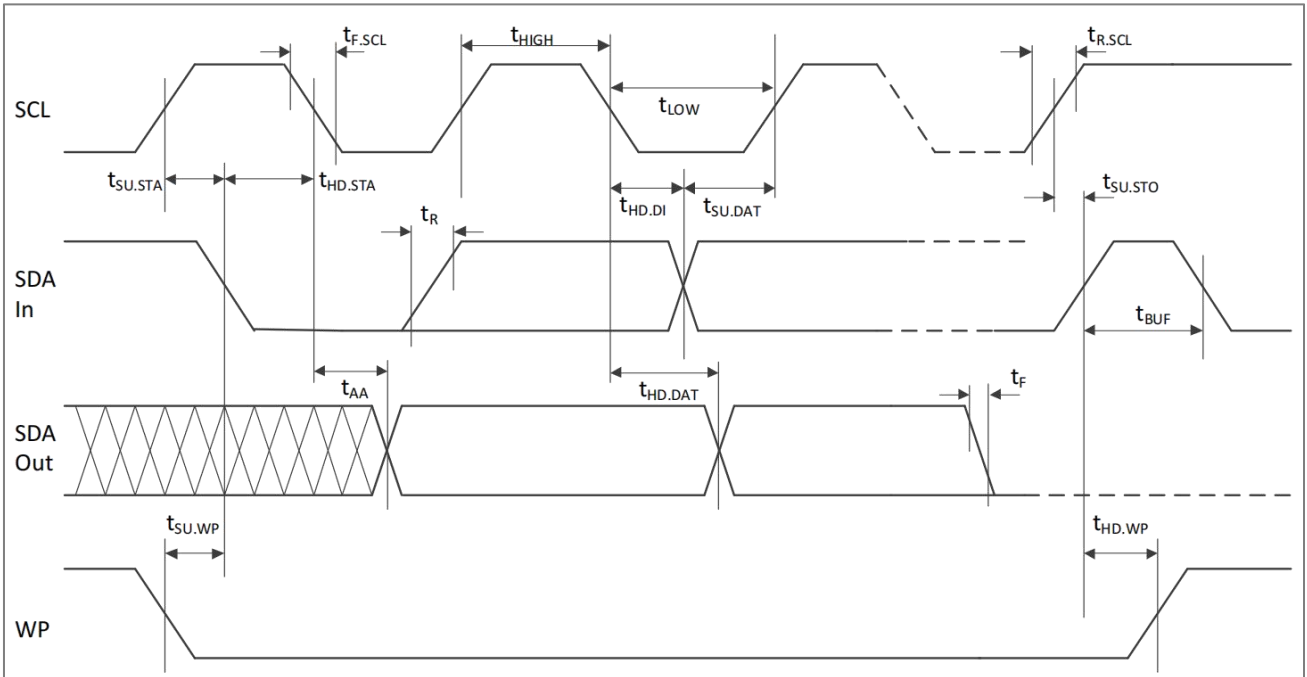 tF.SCL
tHIGH
tR.SCL
SCL
tLOW
tSU.STA
tHD.STA
tHD.DI
tSU.DAT
tSU.STO
tR
SDA
In
tBUF
tAA
tHD.DAT
tF
SDA
Out
tSU.WP
tHD.WP
WP